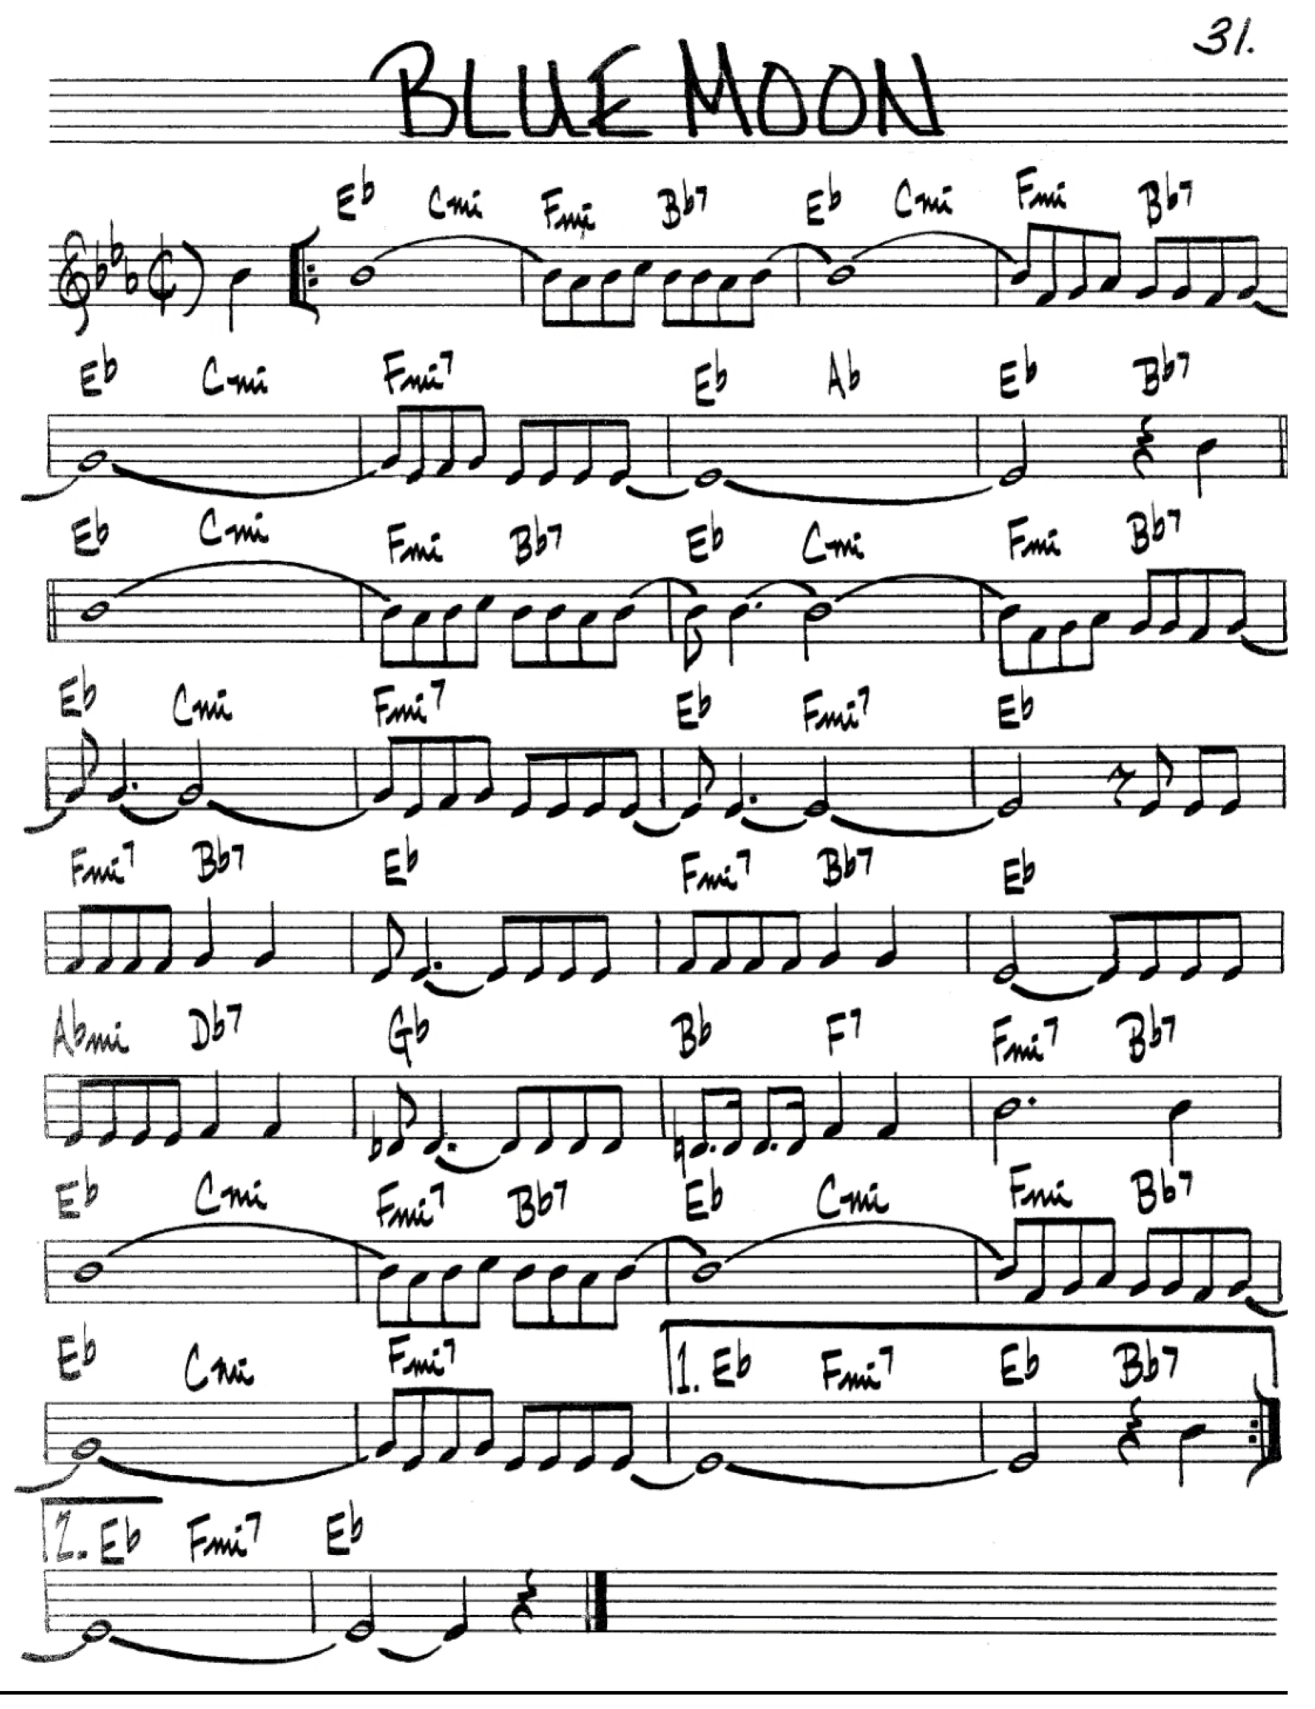 31.
BLUE MOON
Eb Cmi Fmi Bb7 Eb Cmi Fmi Bb7
Eb Cmi Fmi7 Eb Ab Eb Bb7
Eb Cmi Fmi Bb7 Eb Cmi Fmi Bb7
Eb Cmi Fmi7 Eb Fmi7 Eb
Fmi7 Bb7 Eb Fmi7 Bb7 Eb
Abmi Db7 Gb Bb F7 Fmi7 Bb7
Eb Cmi Fmi7 Bb7 Eb Cmi Fmi Bb7
Eb Cmi Fmi7 1. Eb Fmi7 Eb Bb7
2. Eb Fmi7 Eb